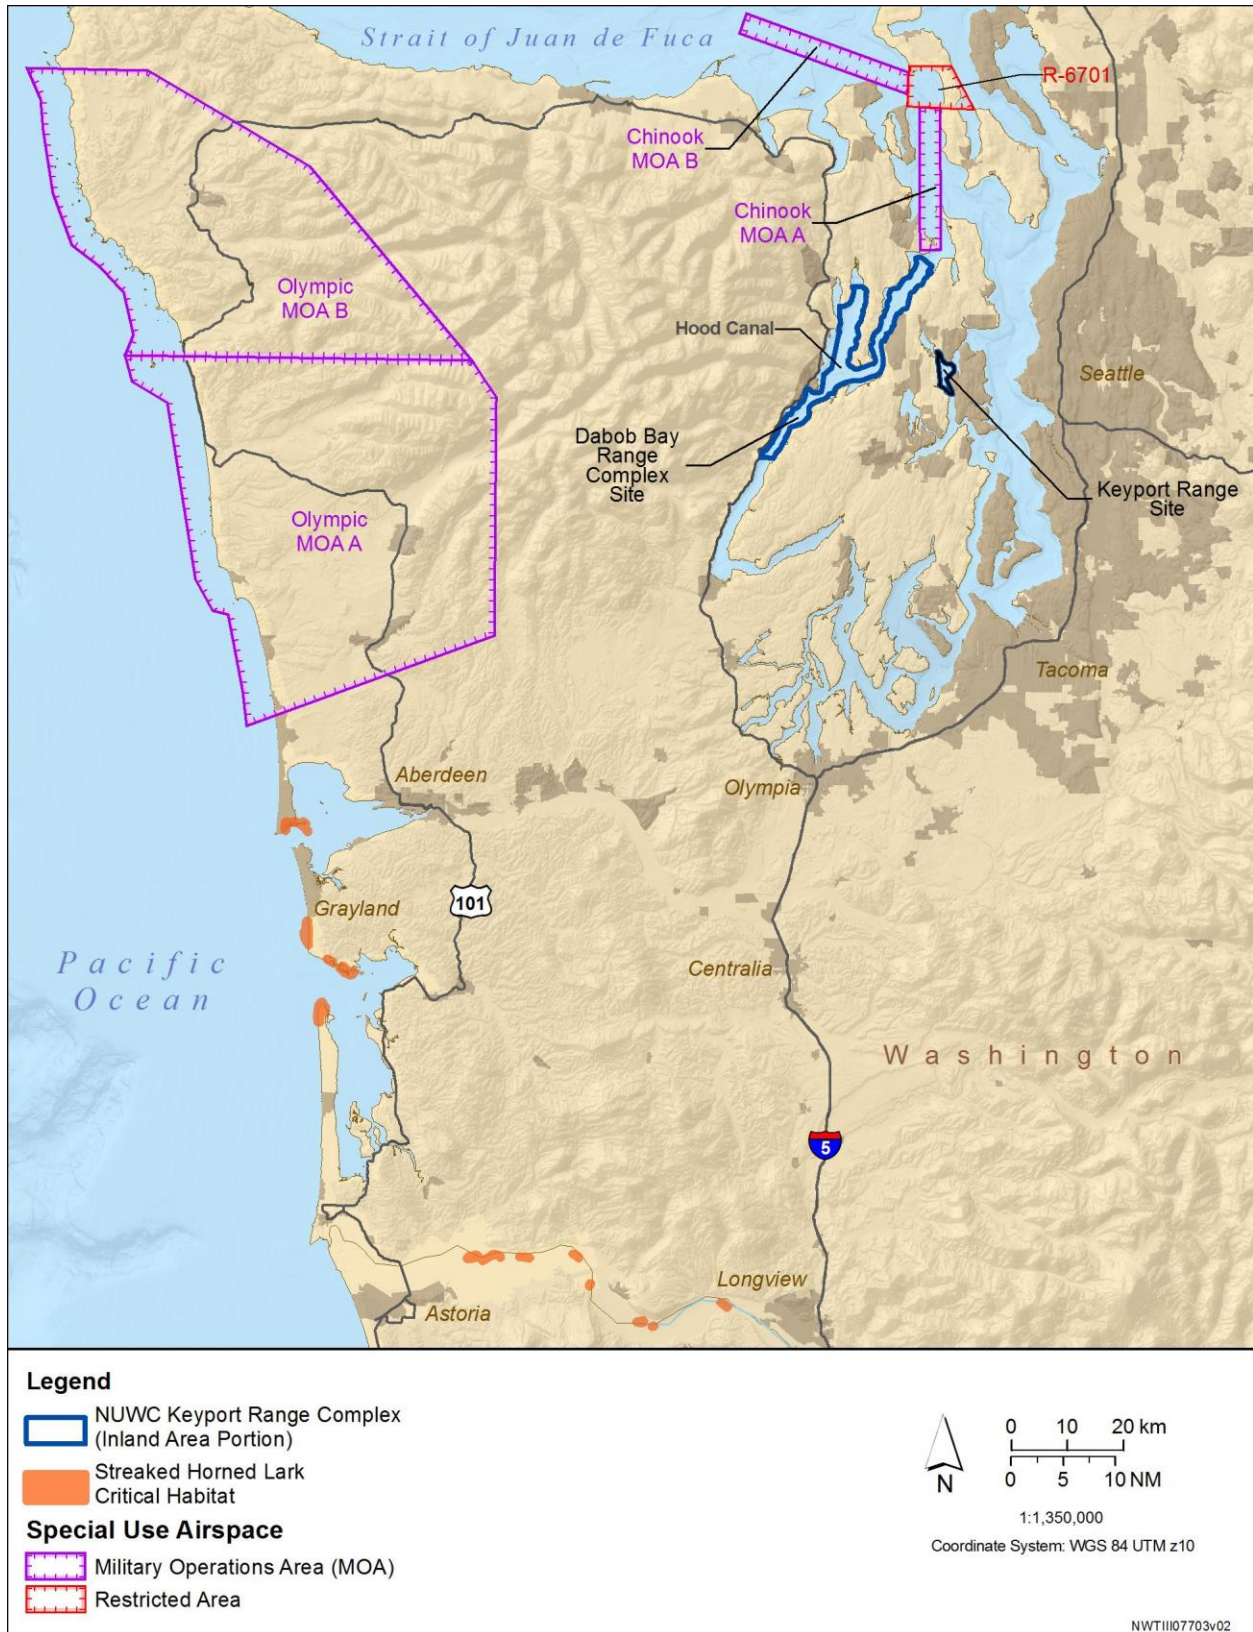 Strait of Juan de Fuca
R-6701
Chinook
MOA B
Chinook
MOA A
Olympic
MOA B
Hood Canal
Seattle
Dabob Bay
Range
Complex
Site
Keyport Range
Site
Olympic
MOA A
Tacoma
Aberdeen
Olympia
101
Grayland
Pacific
Ocean
Centralia
Washington
5
Longview
Astoria
Legend
NUWC Keyport Range Complex
(Inland Area Portion)
Streaked Horned Lark
Critical Habitat
Special Use Airspace
Military Operations Area (MOA)
Restricted Area
N
0 10 20 km
0 5 10 NM
1:1,350,000
Coordinate System: WGS 84 UTM z10
NWTIII07703v02